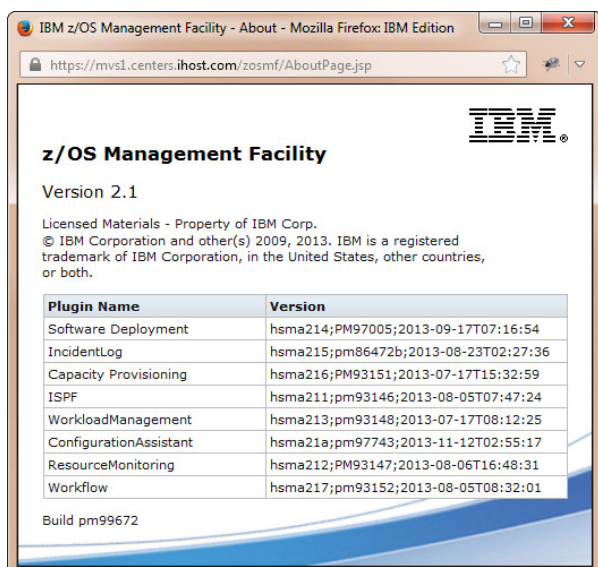 IBM z/OS Management Facility - About - Mozilla Firefox: IBM Edition
https://mvs1.centers.ihost.com/zosmf/AboutPage.jsp
IBM®
z/OS Management Facility
Version 2.1
Licensed Materials - Property of IBM Corp.
© IBM Corporation and other(s) 2009, 2013. IBM is a registered
trademark of IBM Corporation, in the United States, other countries,
or both.
Plugin Name Version
Software Deployment hsma214;PM97005;2013-09-17T07:16:54
IncidentLog hsma215;pm86472b;2013-08-23T02:27:36
Capacity Provisioning hsma216;PM93151;2013-07-17T15:32:59
ISPF hsma211;pm93146;2013-08-05T07:47:24
WorkloadManagement hsma213;pm93148;2013-07-17T08:12:25
ConfigurationAssistant hsma21a;pm97743;2013-11-12T02:55:17
ResourceMonitoring hsma212;PM93147;2013-08-06T16:48:31
Workflow hsma217;pm93152;2013-08-05T08:32:01
Build pm99672